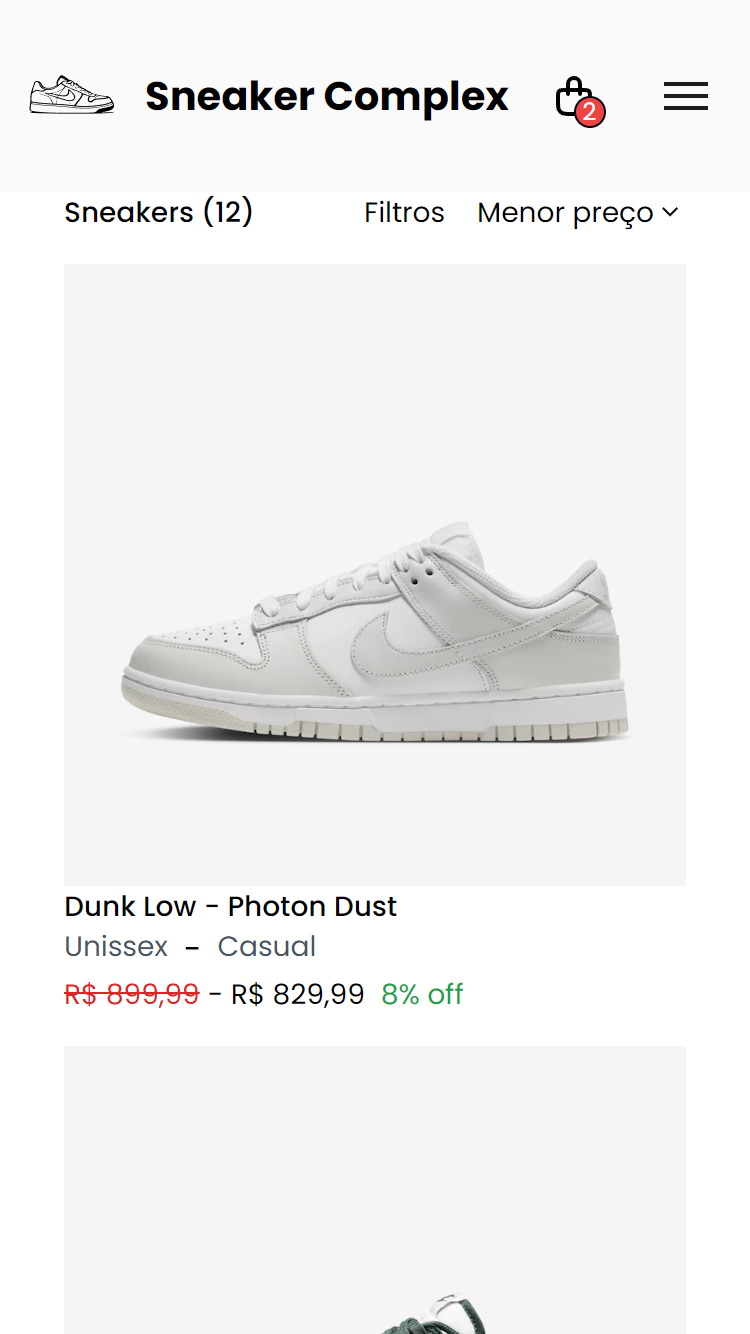 Sneaker Complex
2
Sneakers (12) Filtros Menor preço
Dunk Low - Photon Dust
Unissex - Casual
R$ 899,99 - R$ 829,99 8% off